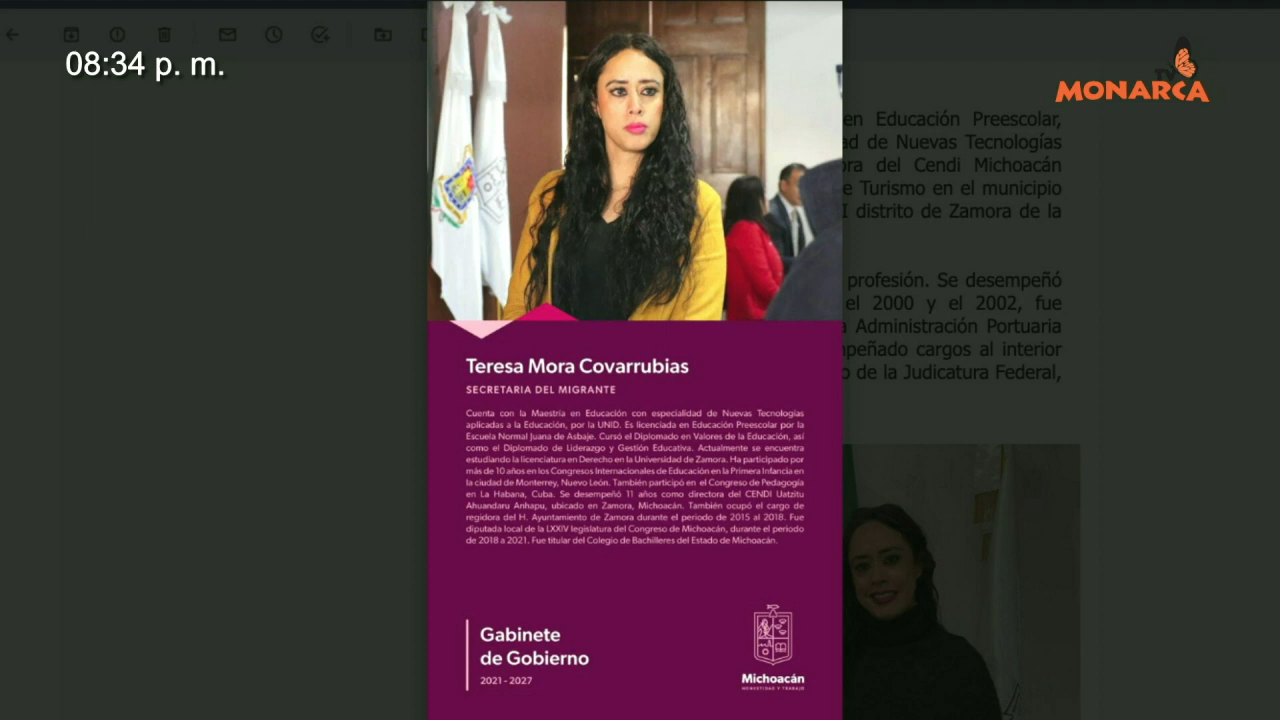 08:34 p. m.
TV
MONARCA
en Educación Preescolar,
ad de Nuevas Tecnologías
ora del Cendi Michoacán
e Turismo en el municipio
I distrito de Zamora de la
profesión. Se desempeñó
el 2000 y el 2002, fue
a Administración Portuaria
mpeñado cargos al interior
o de la Judicatura Federal,
Teresa Mora Covarrubias
SECRETARIA DEL MIGRANTE
Cuenta con la Maestría en Educación con especialidad de Nuevas Tecnologías
aplicadas a la Educación, por la UNID. Es licenciada en Educación Preescolar por la
Escuela Normal Juana de Asbaje. Cursó el Diplomado en Valores de la Educación, así
como el Diplomado de Liderazgo y Gestión Educativa. Actualmente se encuentra
estudiando la licenciatura en Derecho en la Universidad de Zamora. Ha participado por
más de 10 años en los Congresos Internacionales de Educación en la Primera Infancia en
la ciudad de Monterrey, Nuevo León. También participó en el Congreso de Pedagogía
en La Habana, Cuba. Se desempeñó 11 años como directora del CENDI Uatzitu
Ahuandaru Anhapu, ubicado en Zamora, Michoacán. También ocupó el cargo de
regidora del H. Ayuntamiento de Zamora durante el periodo de 2015 al 2018. Fue
diputada local de la LXXIV legislatura del Congreso de Michoacán, durante el periodo
de 2018 a 2021. Fue titular del Colegio de Bachilleres del Estado de Michoacán.
Gabinete
de Gobierno
2021 - 2027
Michoacán
HONESTIDAD Y TRABAJO